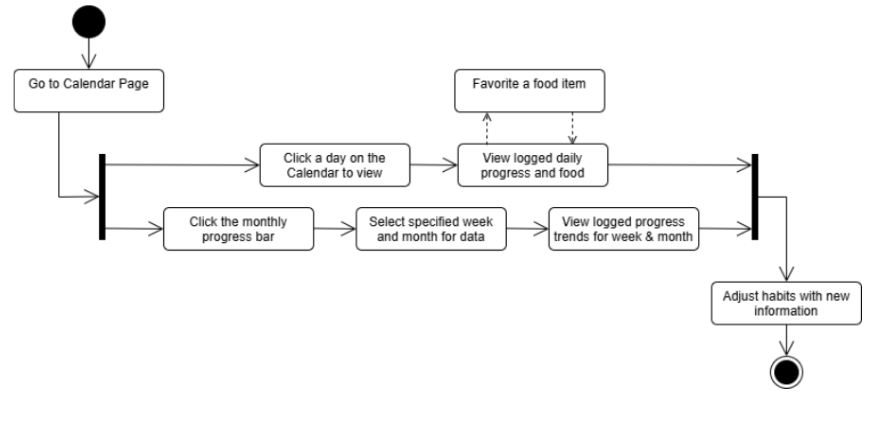 Go to Calendar Page
Favorite a food item
Click a day on the
Calendar to view
View logged daily
progress and food
Click the monthly
progress bar
Select specified week
and month for data
View logged progress
trends for week & month
Adjust habits with new
information